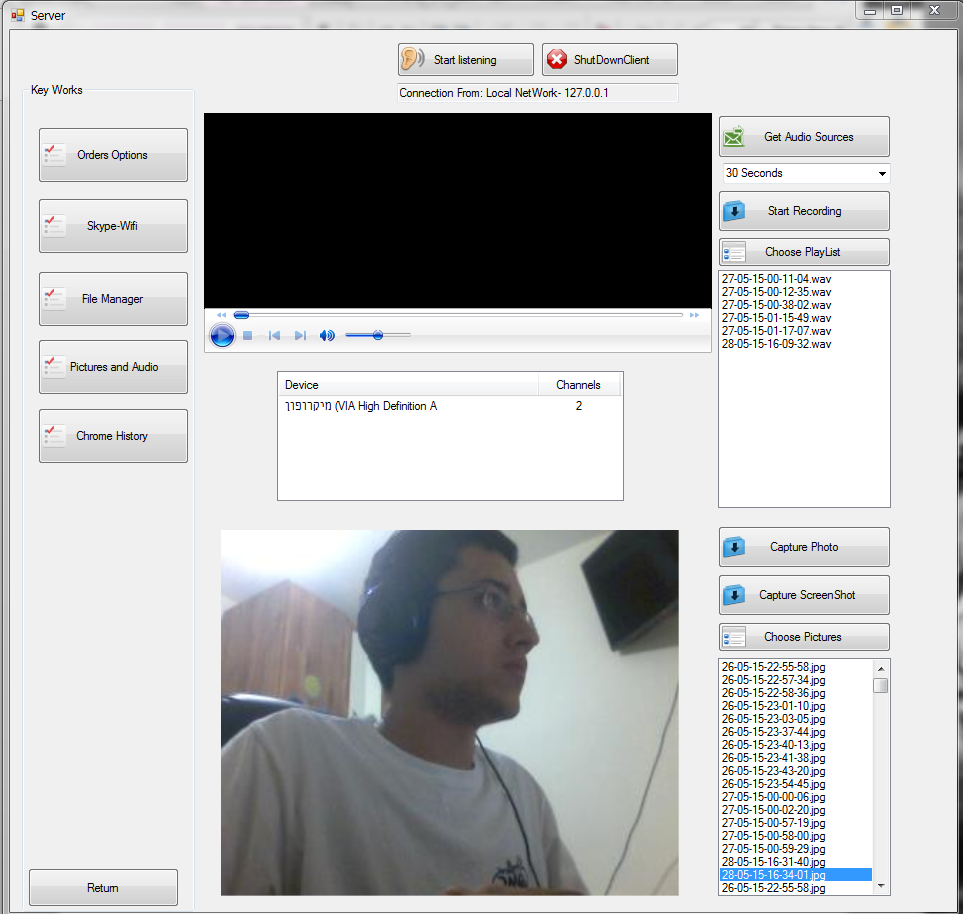 Server
Start listening
ShutDownClient
Connection From: Local NetWork- 127.0.0.1
Key Works
Orders Options
Skype-Wifi
File Manager
Pictures and Audio
Chrome History
Return
Device Channels
מיקרופון (VIA High Definition A 2
Get Audio Sources
30 Seconds
Start Recording
Choose PlayList
27-05-15-00-11-04.wav
27-05-15-00-12-35.wav
27-05-15-00-38-02.wav
27-05-15-01-15-49.wav
27-05-15-01-17-07.wav
28-05-15-16-09-32.wav
Capture Photo
Capture ScreenShot
Choose Pictures
26-05-15-22-55-58.jpg
26-05-15-22-57-34.jpg
26-05-15-22-58-36.jpg
26-05-15-23-01-10.jpg
26-05-15-23-03-05.jpg
26-05-15-23-37-44.jpg
26-05-15-23-40-13.jpg
26-05-15-23-41-38.jpg
26-05-15-23-43-20.jpg
26-05-15-23-54-45.jpg
27-05-15-00-00-06.jpg
27-05-15-00-02-20.jpg
27-05-15-00-57-19.jpg
27-05-15-00-58-00.jpg
27-05-15-00-59-29.jpg
28-05-15-16-31-40.jpg
28-05-15-16-34-01.jpg
26-05-15-22-55-58.jpg